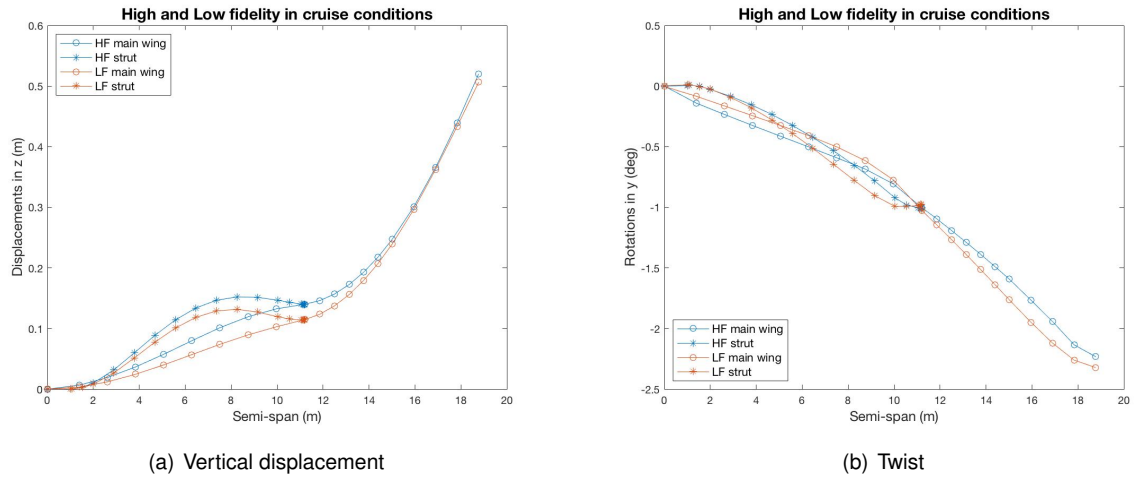 High and Low fidelity in cruise conditions
0.6
0.5
0.4
0.3
0.2
0.1
0
Displacements in z (m)
HF main wing
HF strut
LF main wing
LF strut
0 2 4 6 8 10 12 14 16 18 20
Semi-span (m)
(a) Vertical displacement
High and Low fidelity in cruise conditions
0.5
0
-0.5
-1
-1.5
-2
-2.5
Rotations in y (deg)
HF main wing
HF strut
LF main wing
LF strut
0 2 4 6 8 10 12 14 16 18 20
Semi-span (m)
(b) Twist